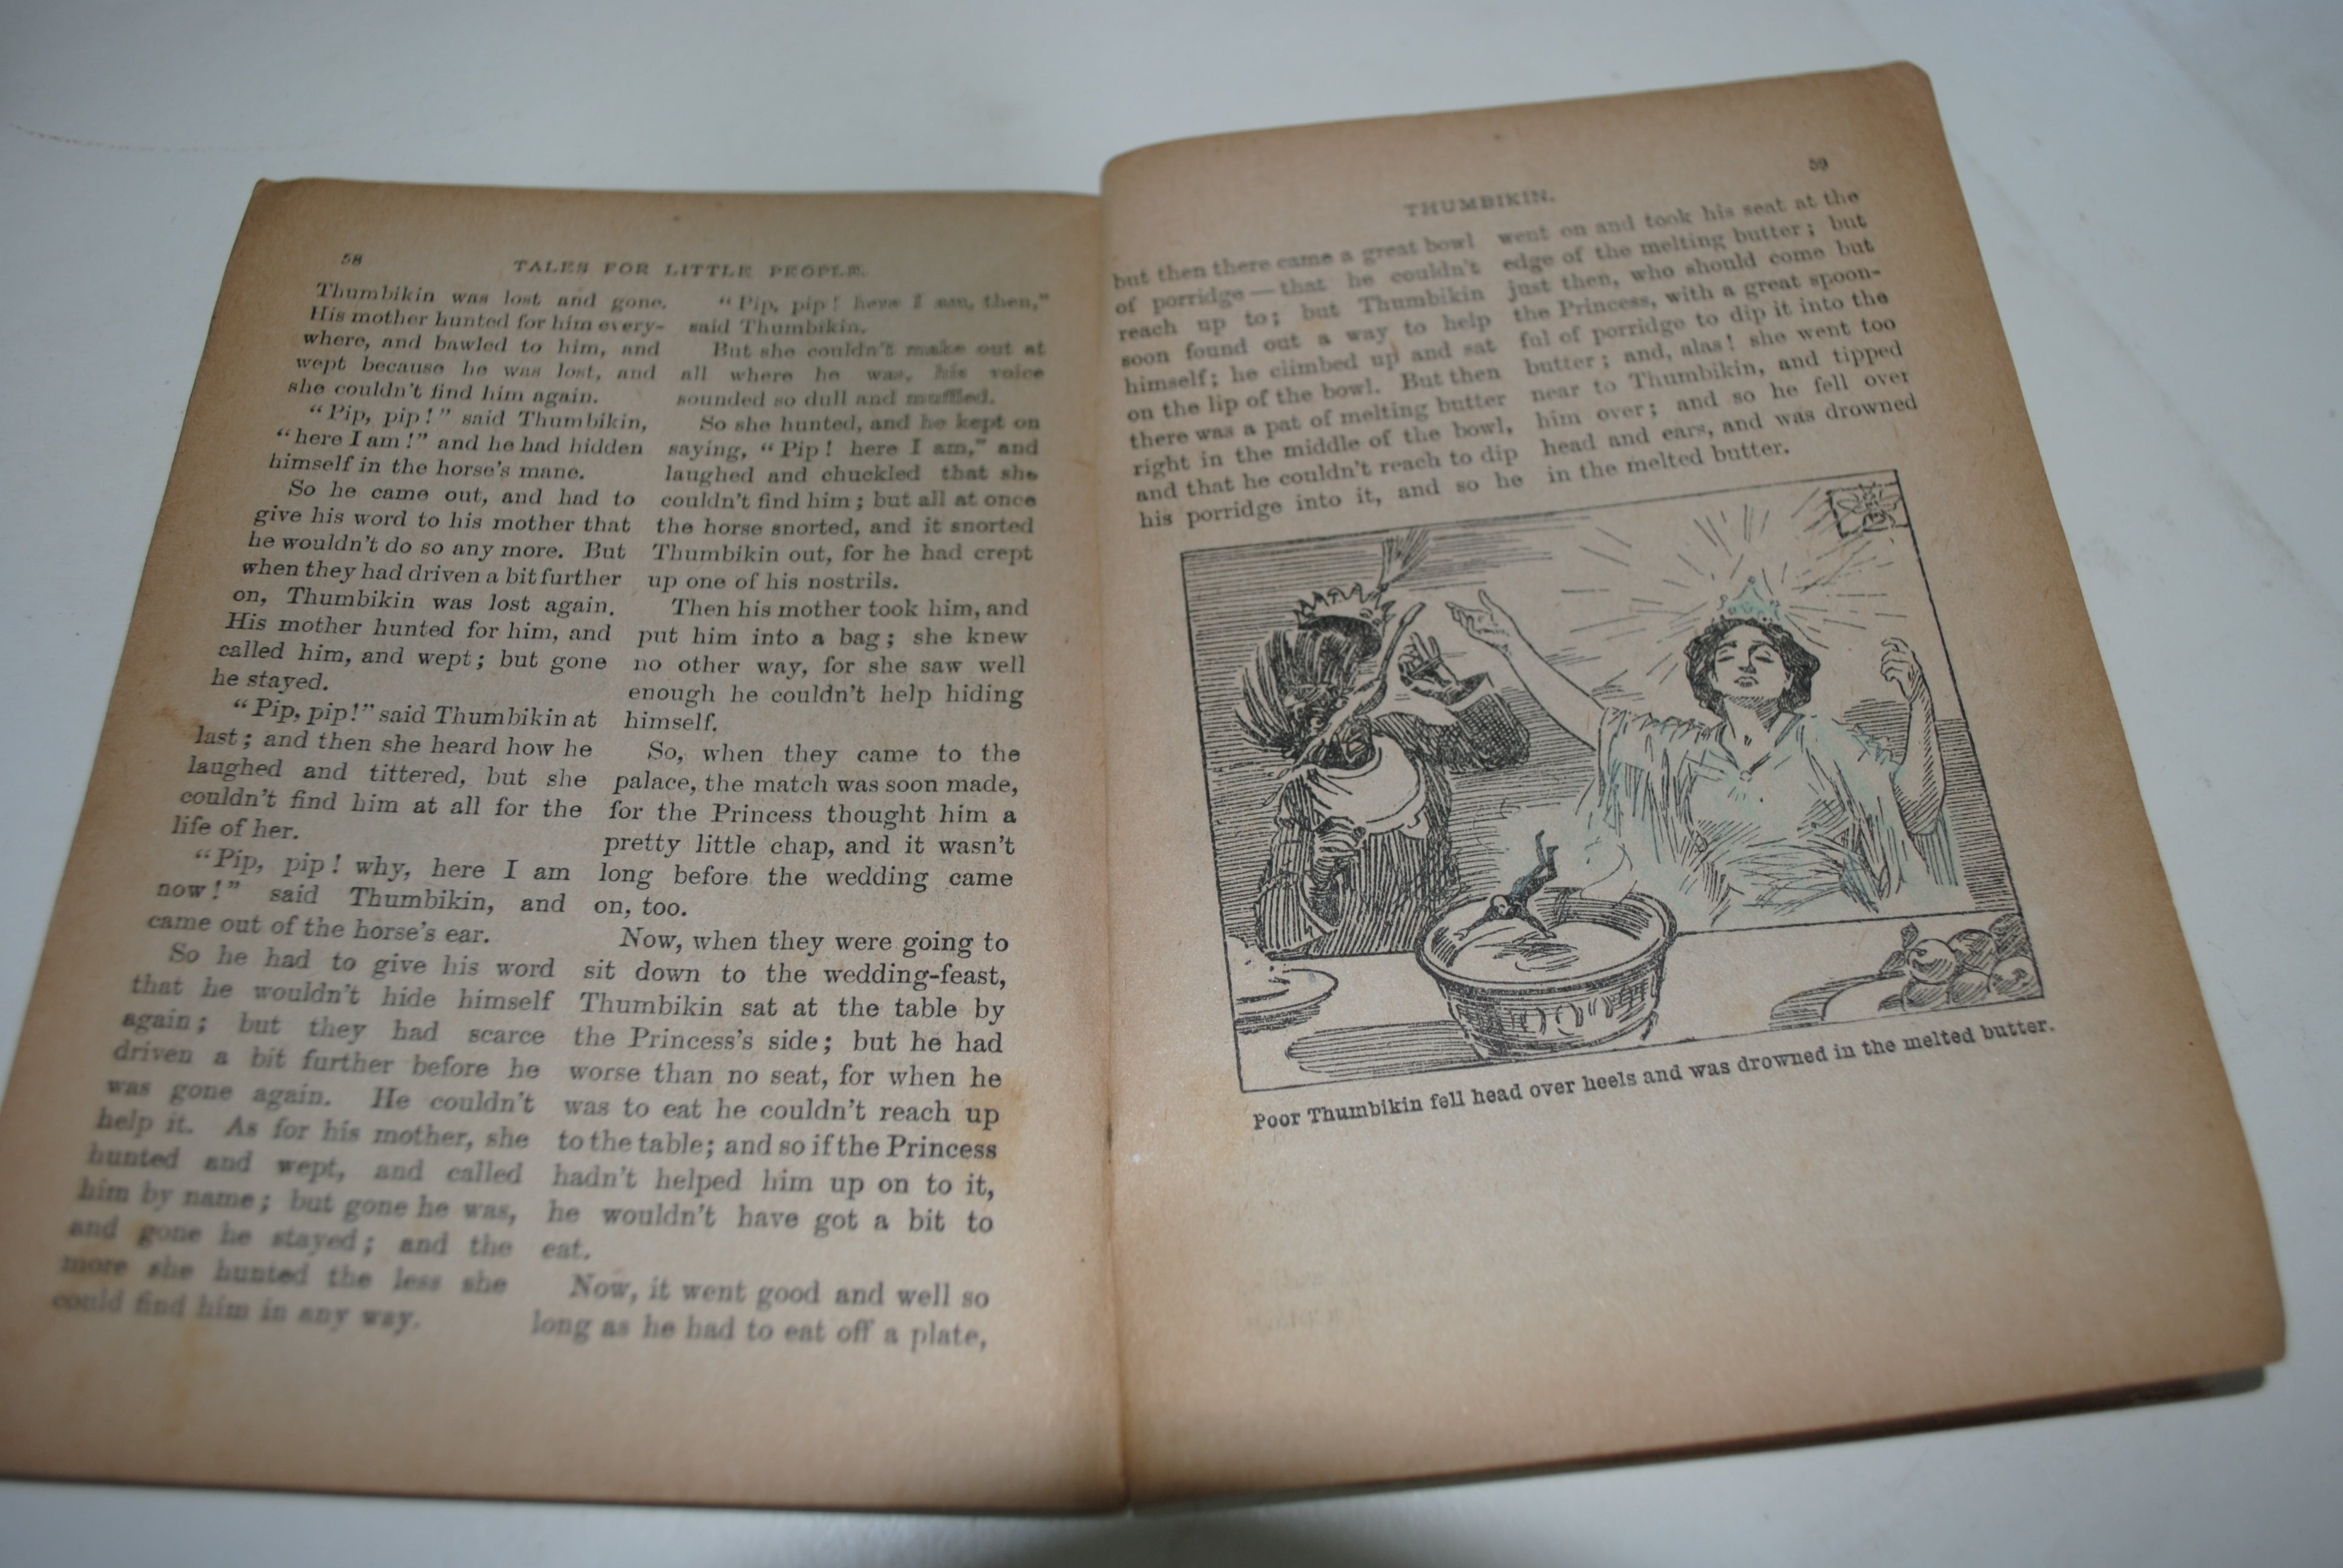 58
TALES FOR LITTLE PEOPLE.
Thumbikin was lost and gone.
His mother hunted for him every-
where, and bawled to him, and
wept because he was lost, and
she couldn't find him again.
"Pip, pip!" said Thumbikin,
"here I am!" and he had hidden
himself in the horse's mane.
So he came out, and had to
give his word to his mother that
he wouldn't do so any more. But
when they had driven a bit further
on, Thumbikin was lost again.
His mother hunted for him, and
called him, and wept; but gone
he stayed.
"Pip, pip!" said Thumbikin at
last; and then she heard how he
laughed and tittered, but she
couldn't find him at all for the
life of her.
"Pip, pip! why, here I am
now!" said Thumbikin, and
came out of the horse's ear.
So he had to give his word
that he wouldn't hide himself
again; but they had scarce
driven a bit further before he
was gone again. He couldn't
help it. As for his mother, she
hunted and wept, and called
him by name; but gone he was,
and gone he stayed; and the
more she hunted the less she
could find him in any way.
"Pip, pip! here I am, then,"
said Thumbikin.
But she couldn't make out at
all where he was, his voice
sounded so dull and muffled.
So she hunted, and he kept on
saying, "Pip! here I am," and
laughed and chuckled that she
couldn't find him; but all at once
the horse snorted, and it snorted
Thumbikin out, for he had crept
up one of his nostrils.
Then his mother took him, and
put him into a bag; she knew
no other way, for she saw well
enough he couldn't help hiding
himself.
So, when they came to the
palace, the match was soon made,
for the Princess thought him a
pretty little chap, and it wasn't
long before the wedding came
on, too.
Now, when they were going to
sit down to the wedding-feast,
Thumbikin sat at the table by
the Princess's side; but he had
worse than no seat, for when he
was to eat he couldn't reach up
to the table; and so if the Princess
hadn't helped him up on to it,
he wouldn't have got a bit to
eat.
Now, it went good and well so
long as he had to eat off a plate,
59
THUMBIKIN.
but then there came a great bowl
of porridge—that he couldn't
reach up to; but Thumbikin
soon found out a way to help
himself; he climbed up and sat
on the lip of the bowl. But then
there was a pat of melting butter
right in the middle of the bowl,
and that he couldn't reach to dip
his porridge into it, and so he
went on and took his seat at the
edge of the melting butter; but
just then, who should come but
the Princess, with a great spoon-
ful of porridge to dip it into the
butter; and, alas! she went too
near to Thumbikin, and tipped
him over; and so he fell over
head and ears, and was drowned
in the melted butter.
Poor Thumbikin fell head over heels and was drowned in the melted butter.